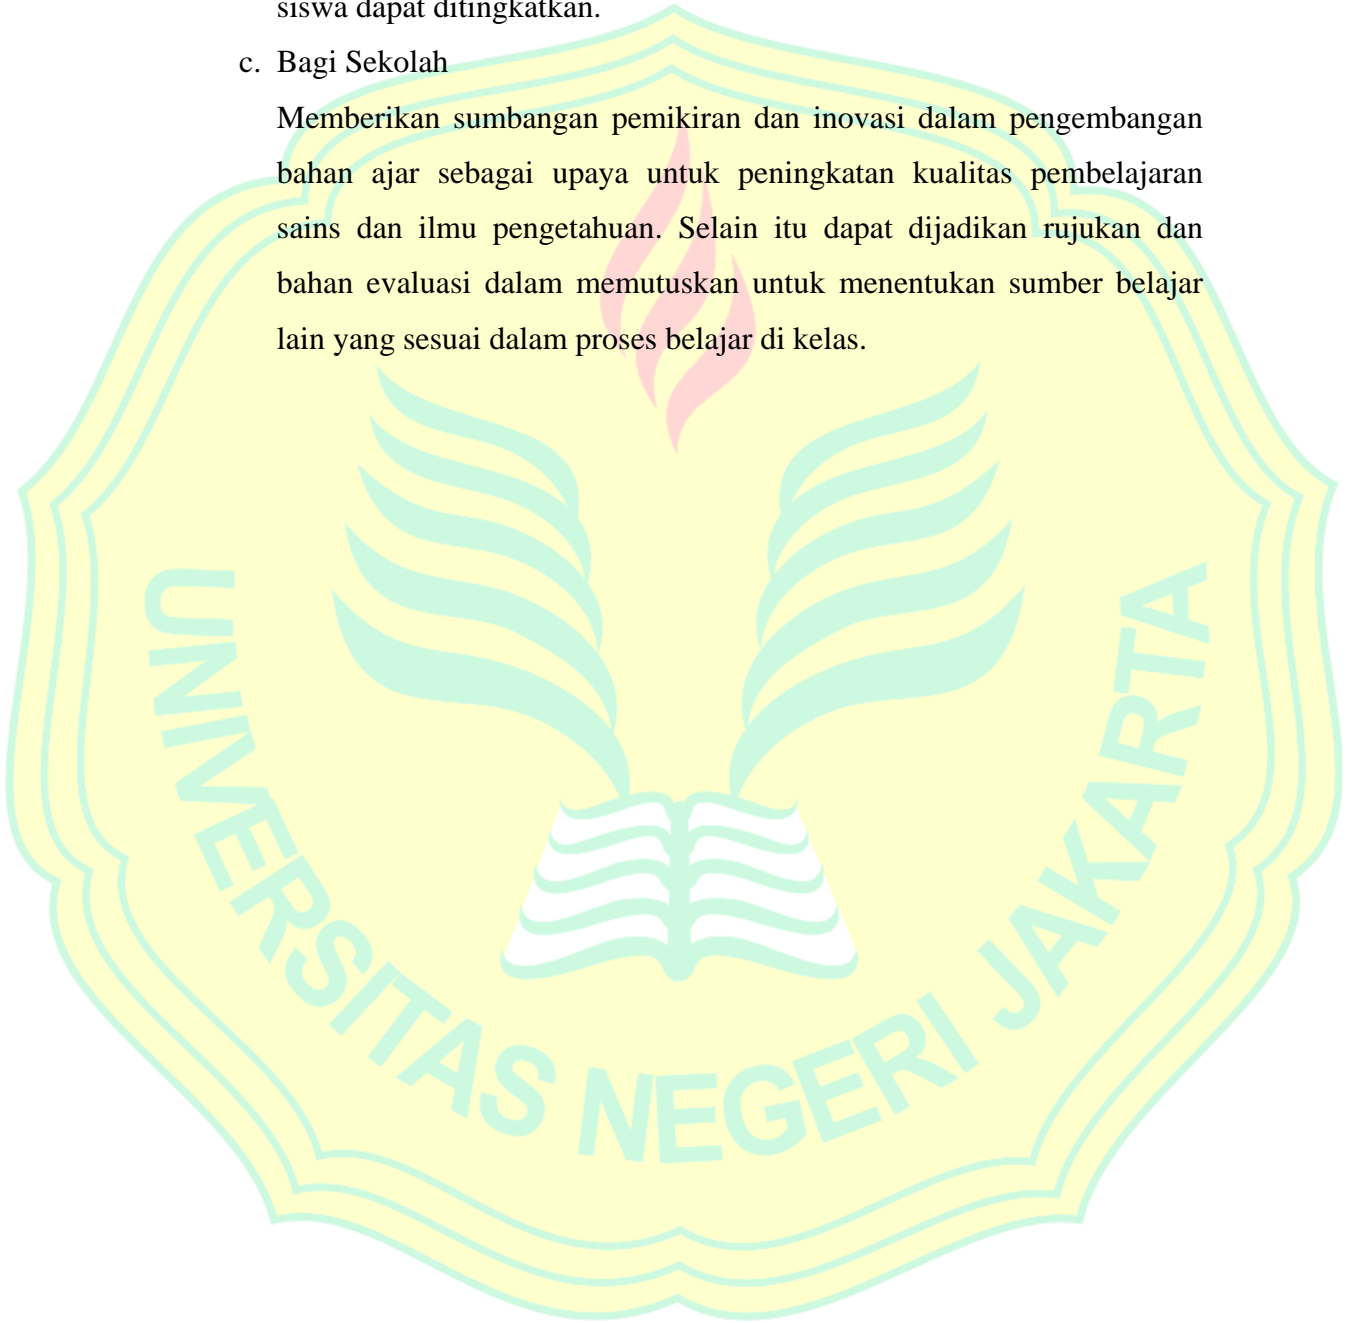 siswa dapat ditingkatkan.
c. Bagi Sekolah
Memberikan sumbangan pemikiran dan inovasi dalam pengembangan
bahan ajar sebagai upaya untuk peningkatan kualitas pembelajaran
sains dan ilmu pengetahuan. Selain itu dapat dijadikan rujukan dan
bahan evaluasi dalam memutuskan untuk menentukan sumber belajar
lain yang sesuai dalam proses belajar di kelas.
UNIVERSITAS NEGERI JAKARTA